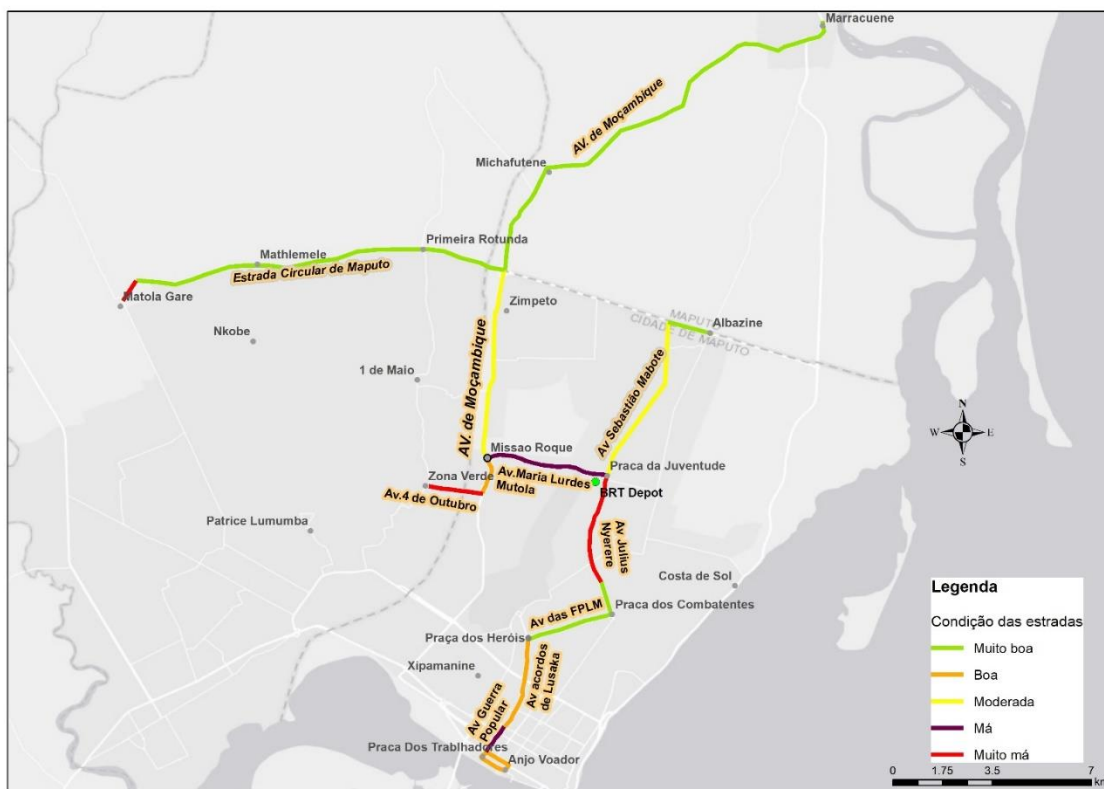 Marracuene
AV. de Moçambique
Michafutene
Primeira Rotunda
Mathlemele
Estrada Circular de Maputo
Matola Gare
Zimpeto
Nkobe
MAPUTO
CIDADE DE MAPUTO
Albazine
1 de Maio
AV. de Moçambique
Av Sebastião Mabote
N
W
E
S
Missao Roque
Praca da Juventude
Zona Verde
Av.Maria Lurdes
Mutola
BRT Depot
Av.4 de Outubro
Patrice Lumumba
Av Julius
Nyerere
Costa de Sol
Praca dos Combatentes
Av das FPLM
Praça dos Heróis
Xipamanine
Av acordos
de Lusaka
Av Guerra
Popular
Praca Dos Trablhadores
Anjo Voador
Legenda
Condição das estradas
Muito boa
Boa
Moderada
Má
Muito má
0 1.75 3.5 7
km